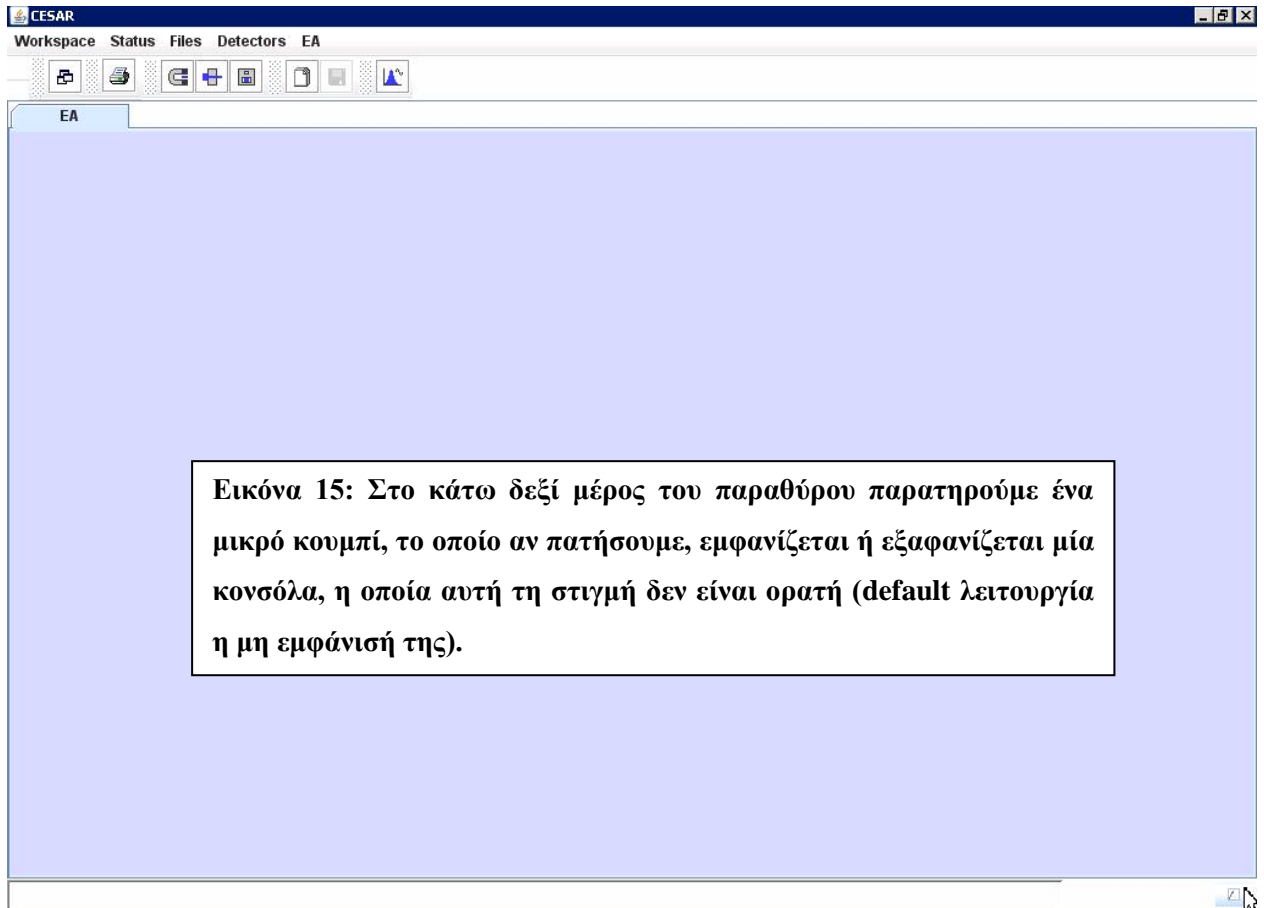 CESAR
Workspace Status Files Detectors EA
EA
Εικόνα 15: Στο κάτω δεξί μέρος του παραθύρου παρατηρούμε ένα
μικρό κουμπί, το οποίο αν πατήσουμε, εμφανίζεται ή εξαφανίζεται μία
κονσόλα, η οποία αυτή τη στιγμή δεν είναι ορατή (default λειτουργία
η μη εμφάνισή της).